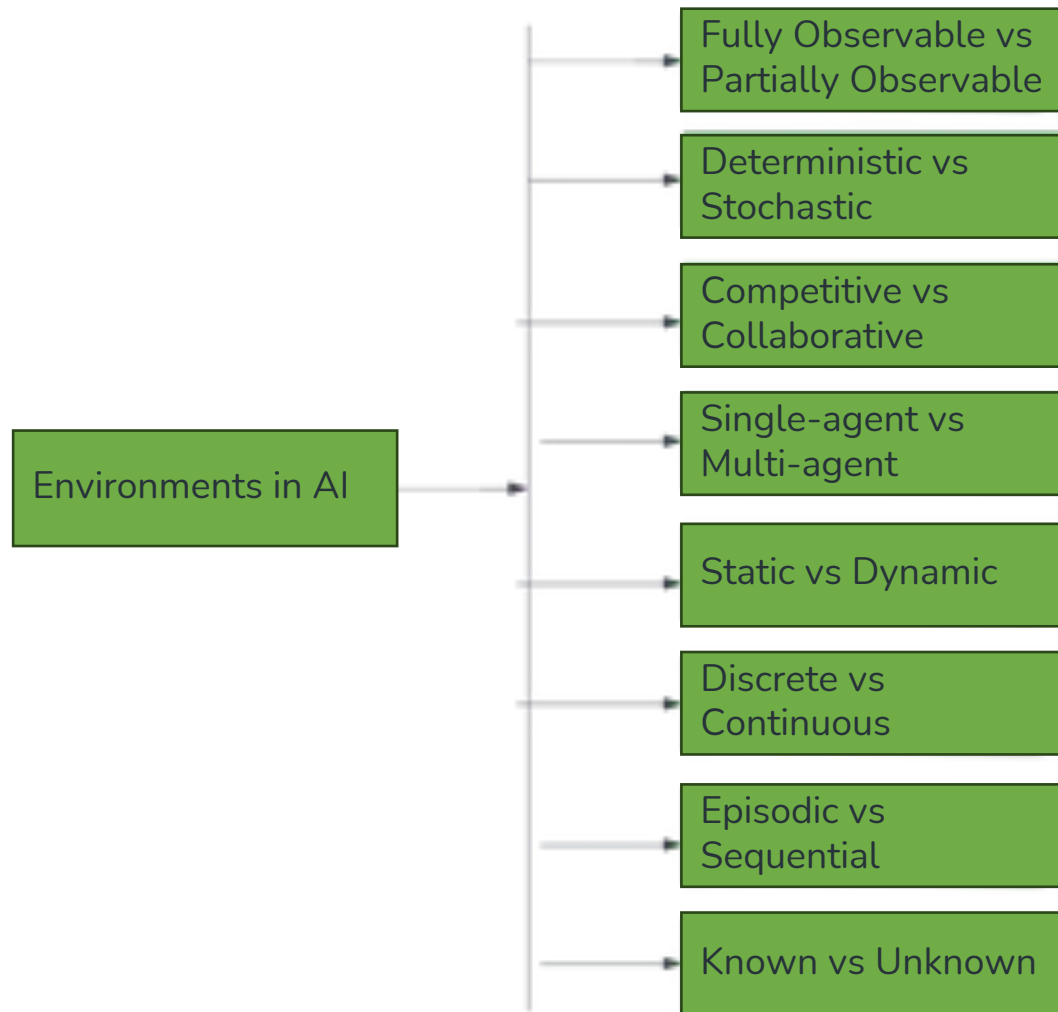 Fully Observable vs
Partially Observable
Deterministic vs
Stochastic
Competitive vs
Collaborative
Single-agent vs
Multi-agent
Environments in AI
Static vs Dynamic
Discrete vs
Continuous
Episodic vs
Sequential
Known vs Unknown